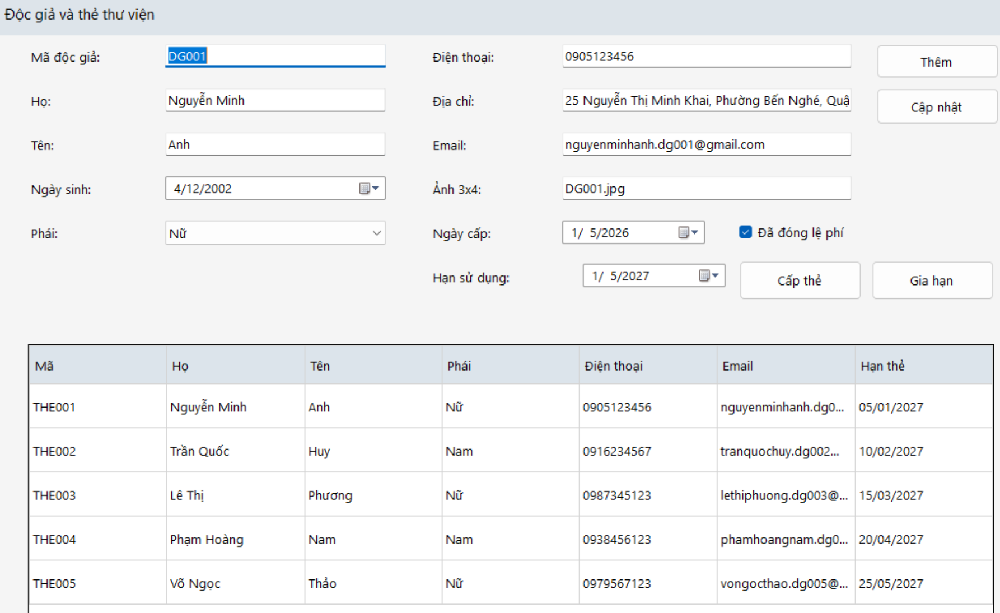 Độc giả và thẻ thư viện
Mã độc giả: DG001 Điện thoại: 0905123456 Thêm
Họ: Nguyễn Minh Địa chỉ: 25 Nguyễn Thị Minh Khai, Phường Bến Nghé, Quậ Cập nhật
Tên: Anh Email: nguyenminhanh.dg001@gmail.com
Ngày sinh: 4/12/2002 Ảnh 3x4: DG001.jpg
Phái: Nữ Ngày cấp: 1/ 5/2026 Đã đóng lệ phí
Hạn sử dụng: 1/ 5/2027 Cấp thẻ Gia hạn
Mã Họ Tên Phái Điện thoại Email Hạn thẻ
THE001 Nguyễn Minh Anh Nữ 0905123456 nguyenminhanh.dg0... 05/01/2027
THE002 Trần Quốc Huy Nam 0916234567 tranquochuy.dg002... 10/02/2027
THE003 Lê Thị Phương Nữ 0987345123 lethiphuong.dg003@... 15/03/2027
THE004 Phạm Hoàng Nam Nam 0938456123 phamhoangnam.dg0... 20/04/2027
THE005 Võ Ngọc Thảo Nữ 0979567123 vongocthao.dg005@... 25/05/2027